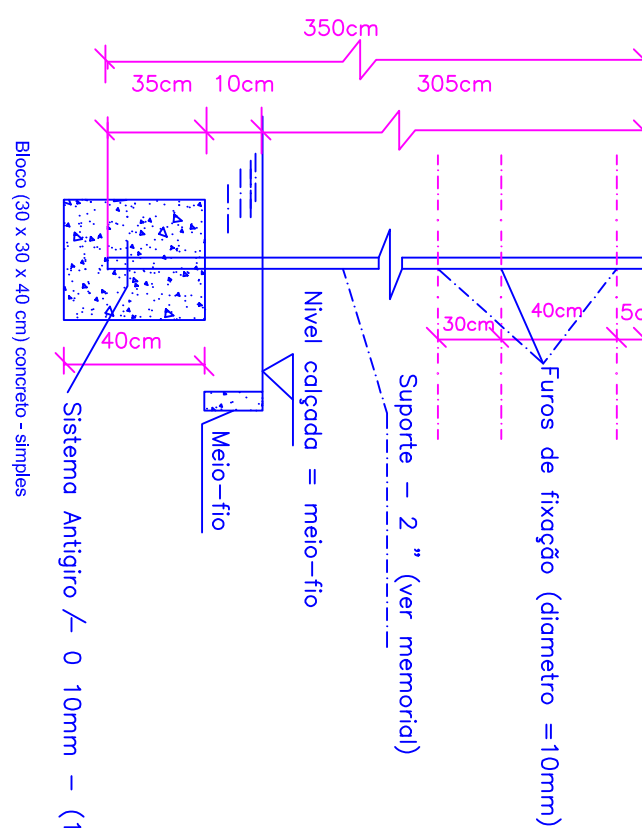 350cm
35cm
10cm
305cm
30cm
40cm
5c
40cm
Furos de fixação (diametro =10mm)
Suporte - 2 " (ver memorial)
Nivel calçada = meio-fio
Meio-fio
Sistema Antigiro /- 0 10mm - (1
Bloco (30 x 30 x 40 cm) concreto - simples